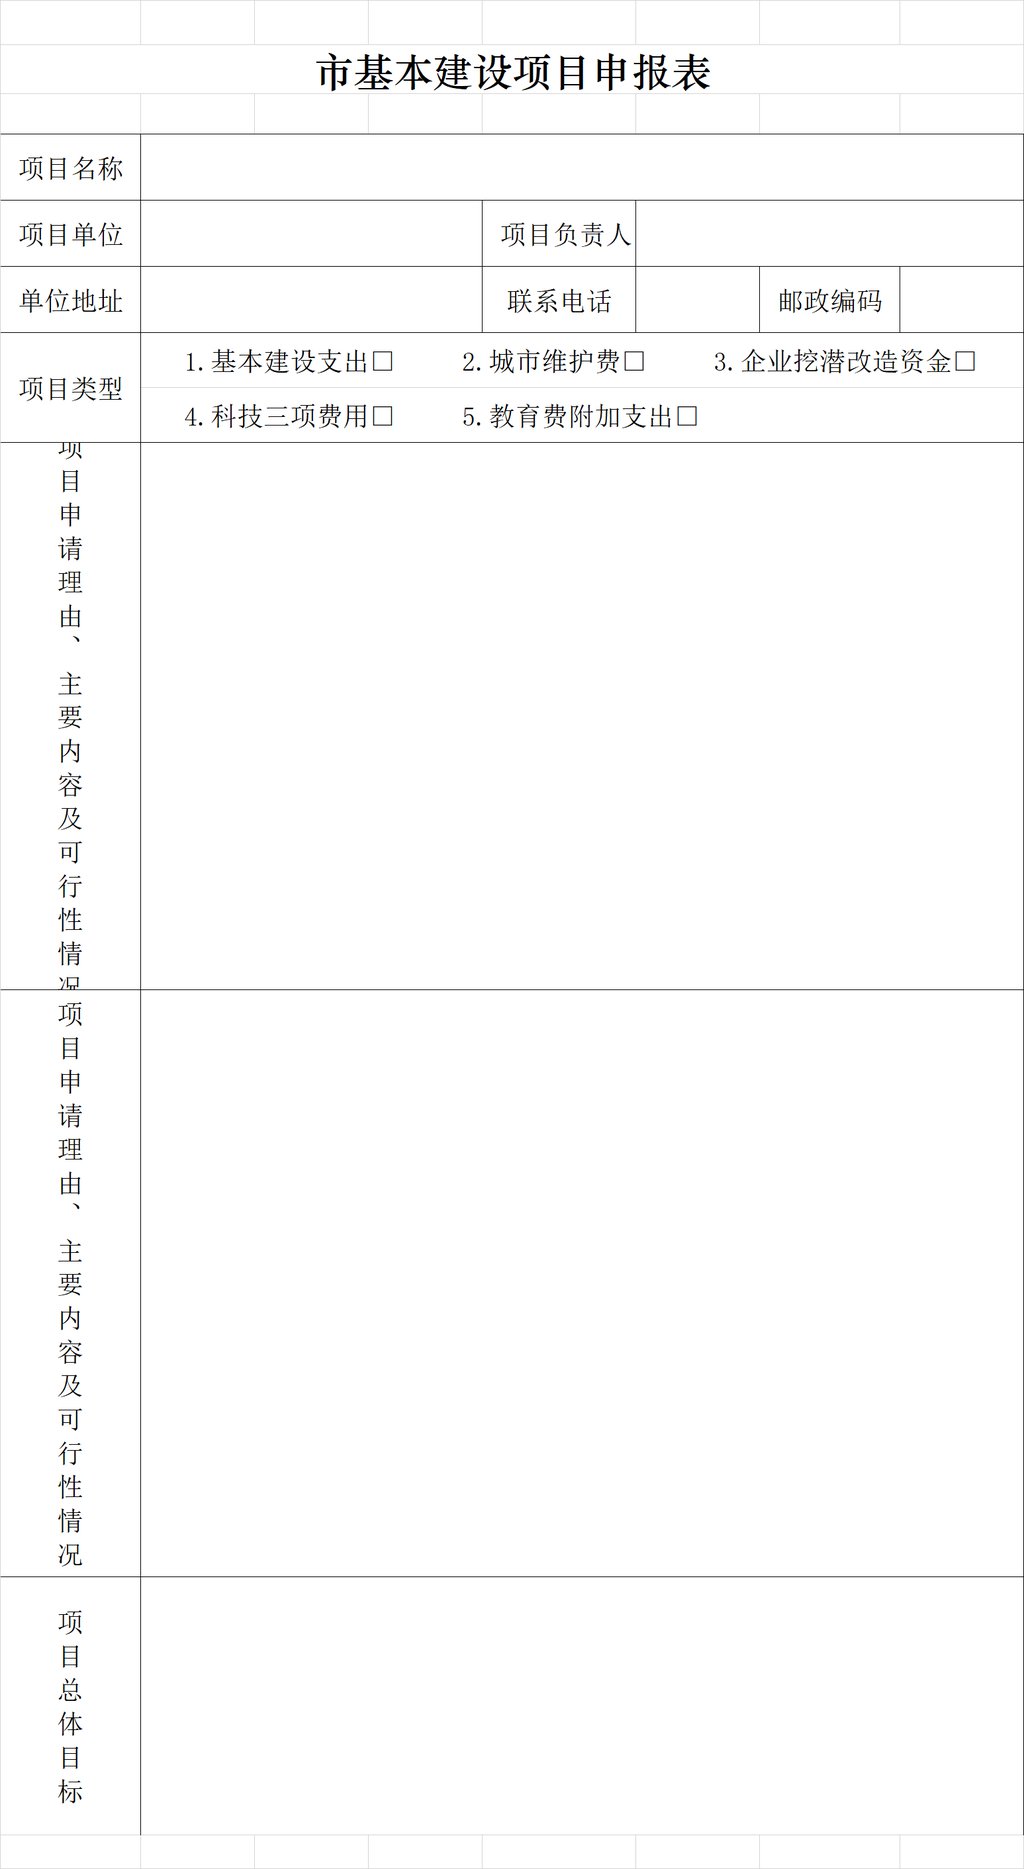 市基本建设项目申报表
项目名称
项目单位 项目负责人
单位地址 联系电话 邮政编码
项目类型
1.基本建设支出□ 2.城市维护费□ 3.企业挖潜改造资金□
4.科技三项费用□ 5.教育费附加支出□
项目申请理由、主要内容及可行性情况
项目申请理由、主要内容及可行性情况
项目总体目标